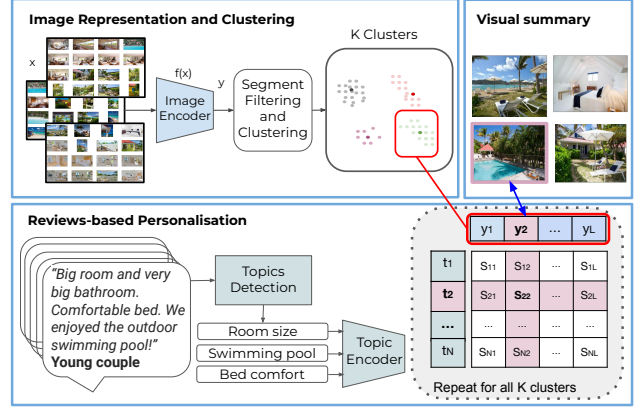 Image Representation and Clustering
x
f(x)
y
Image
Encoder
Segment
Filtering
and
Clustering
K Clusters
Visual summary
Reviews-based Personalisation
“Big room and very
big bathroom.
Comfortable bed. We
enjoyed the outdoor
swimming pool!”
Young couple
Topics
Detection
Room size
Swimming pool
Bed comfort
Topic
Encoder
y1 y2 ... yL
t1 S11 S12 ... S1L
t2 S21 S22 ... S2L
... ... ... ... ...
tN SN1 SN2 ... SNL
Repeat for all K clusters